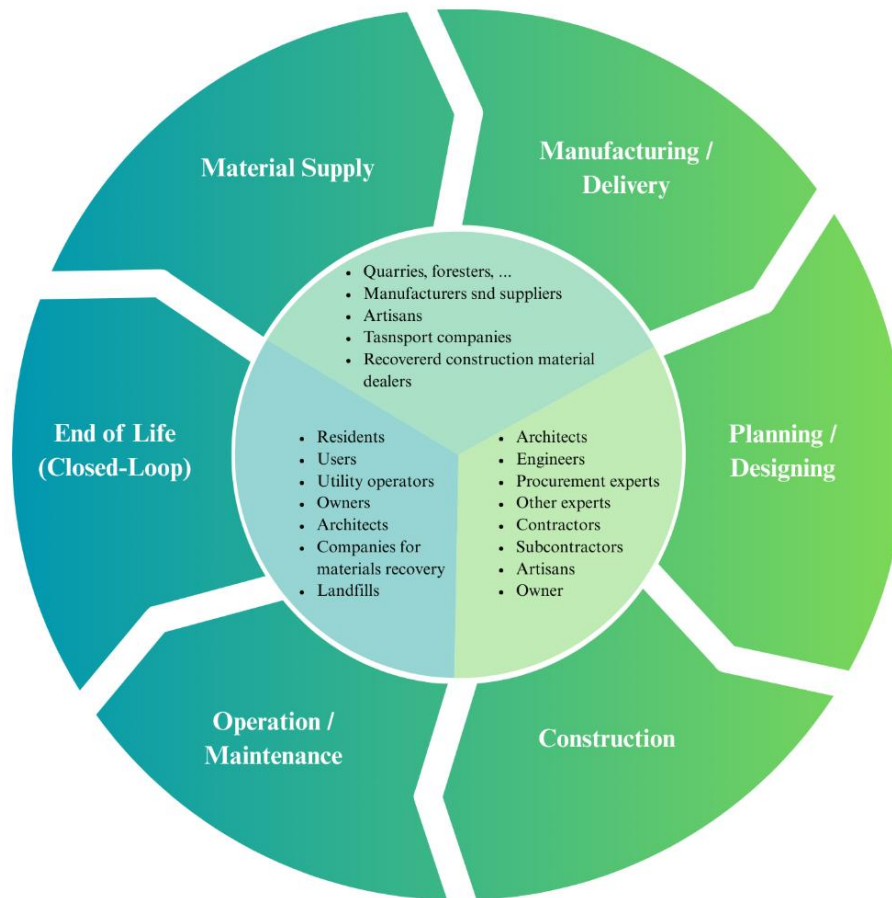 Material Supply
Manufacturing /
Delivery
Planning /
Designing
Construction
Operation /
Maintenance
End of Life
(Closed-Loop)
• Quarries, foresters, ...
• Manufacturers snd suppliers
• Artisans
• Tasnsport companies
• Recovererd construction material
dealers
• Architects
• Engineers
• Procurement experts
• Other experts
• Contractors
• Subcontractors
• Artisans
• Owner
• Residents
• Users
• Utility operators
• Owners
• Architects
• Companies for
materials recovery
• Landfills